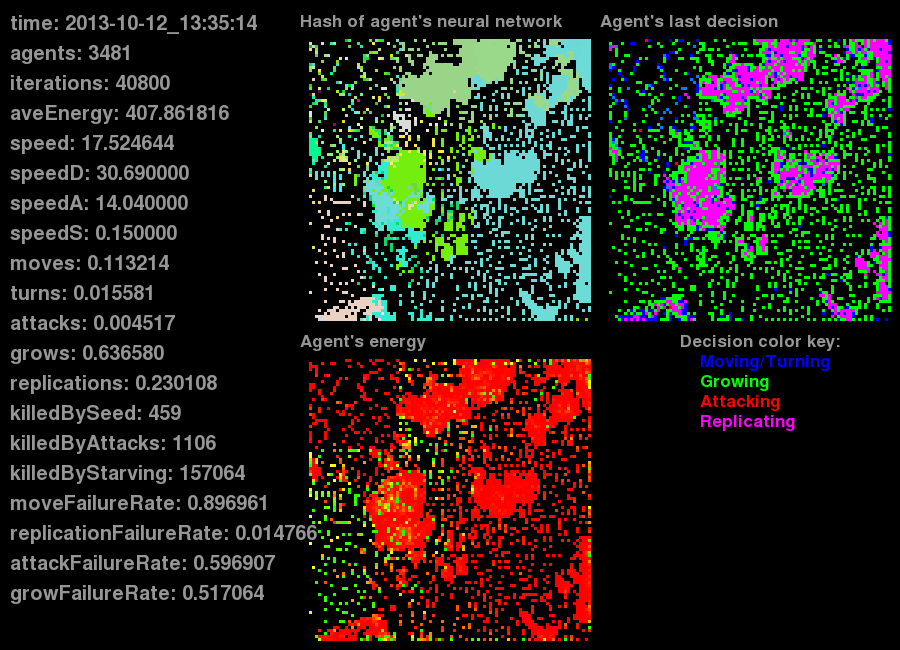 time: 2013-10-12_13:35:14
agents: 3481
iterations: 40800
aveEnergy: 407.861816
speed: 17.524644
speedD: 30.690000
speedA: 14.040000
speedS: 0.150000
moves: 0.113214
turns: 0.015581
attacks: 0.004517
grows: 0.636580
replications: 0.230108
killedBySeed: 459
killedByAttacks: 1106
killedByStarving: 157064
moveFailureRate: 0.896961
replicationFailureRate: 0.014766
attackFailureRate: 0.596907
growFailureRate: 0.517064
Hash of agent's neural network
Agent's last decision
Agent's energy
Decision color key:
Moving/Turning
Growing
Attacking
Replicating